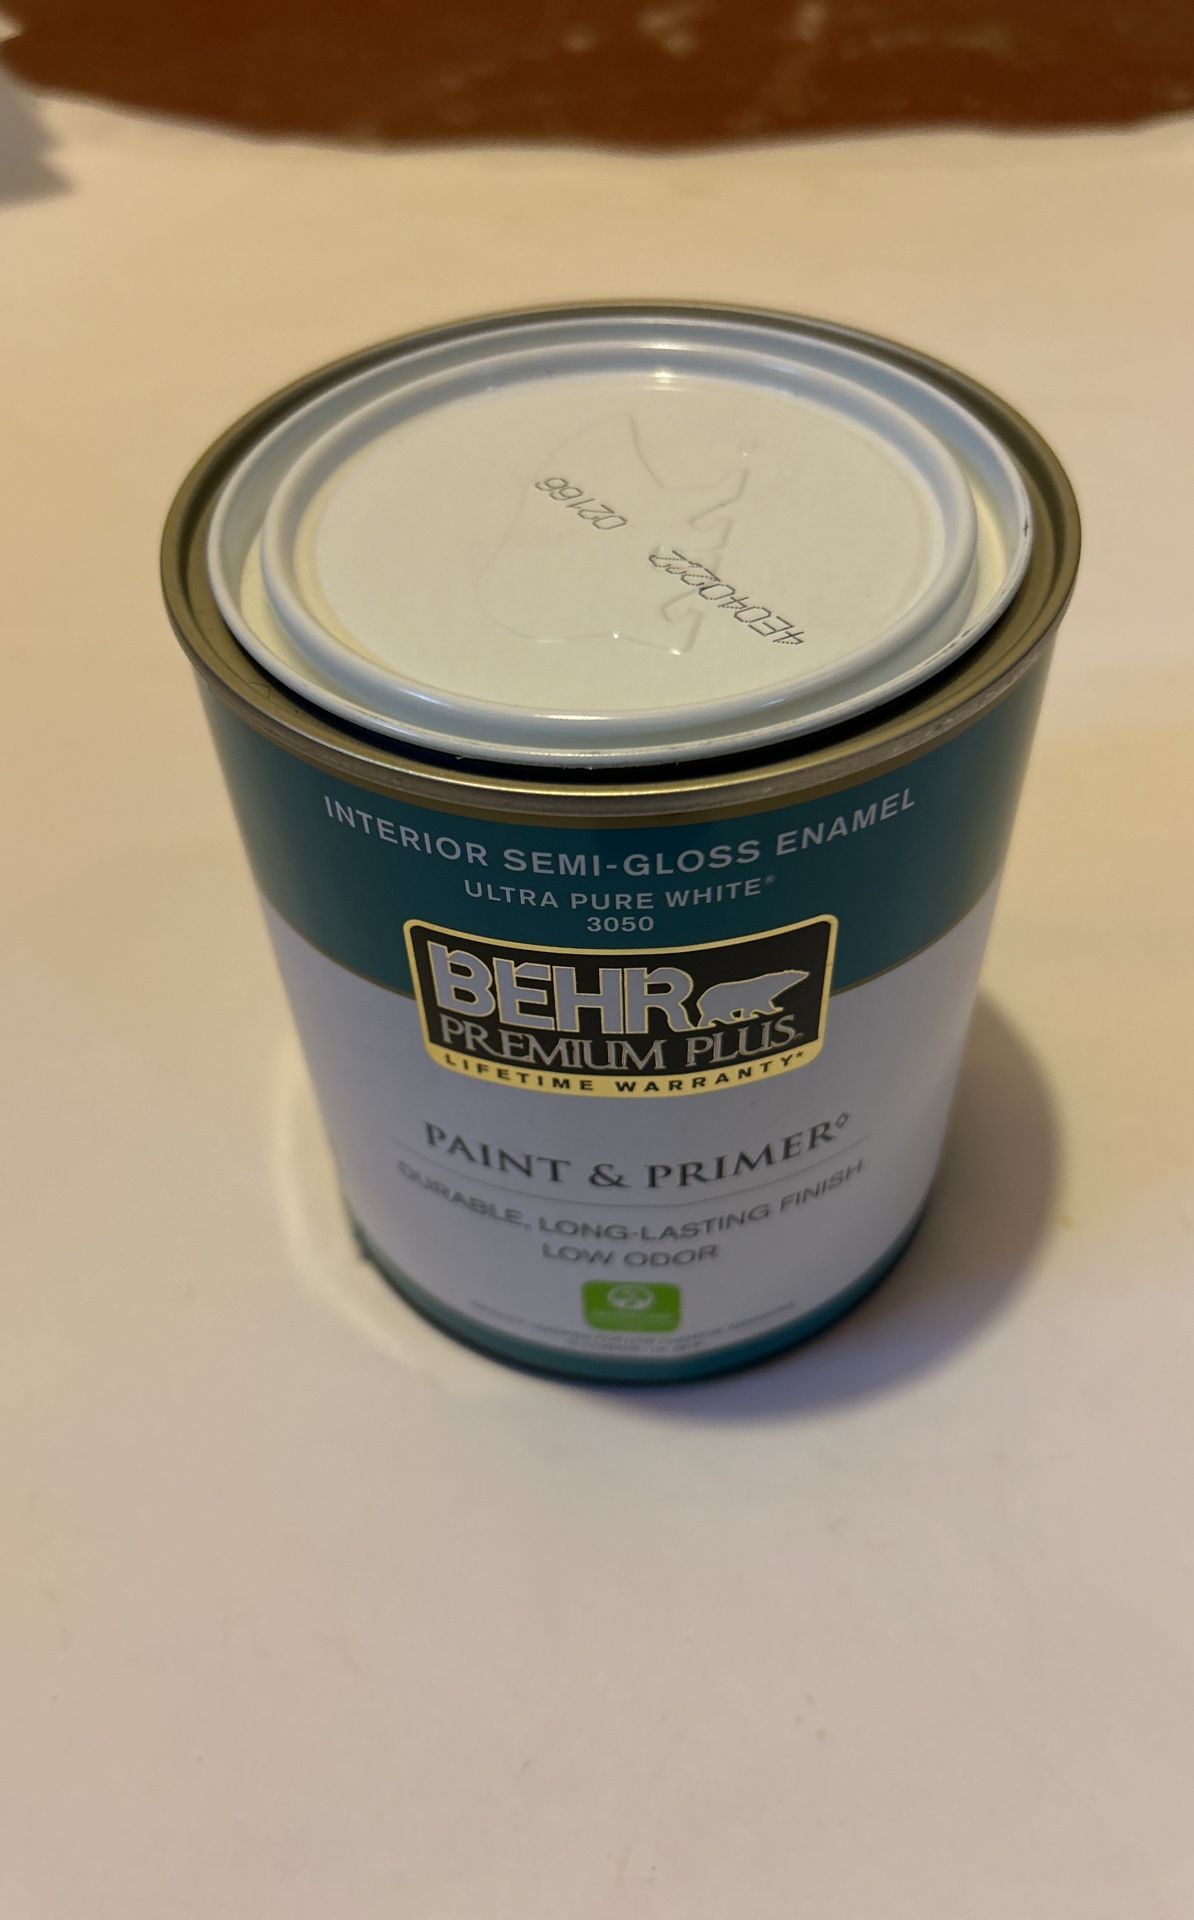 02166
4E040222
INTERIOR SEMI-GLOSS ENAMEL
ULTRA PURE WHITE®
3050
BEHR
PREMIUM PLUS®
LIFETIME WARRANTY*
PAINT & PRIMER◊
DURABLE, LONG-LASTING FINISH
LOW ODOR